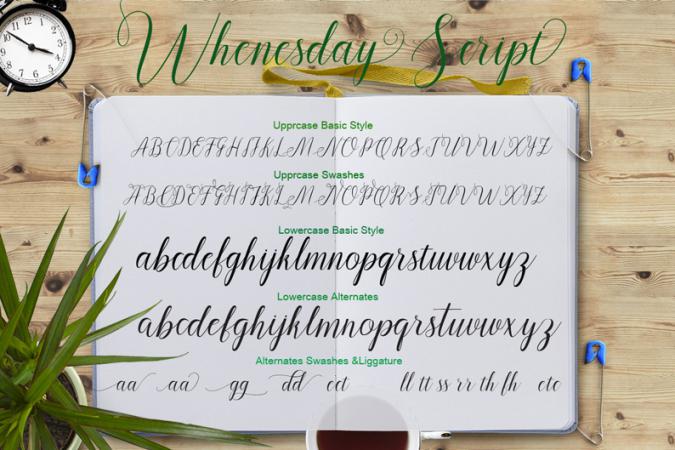 Whenesday Script
Upprcase Basic Style
ABCDEFGHIJKLMNOPQRSTUVWXYZ
Upprcase Swashes
ABCDEFGHIJKLMNOPQRSTUVWXYZ
Lowercase Basic Style
abcdefghijklmnopqrstuvwxyz
Lowercase Alternates
abcdefghijklmnopqrstuvwxyz
Alternates Swashes &Liggature
aa aa gg dd cd ll tt ss rr th fh etc